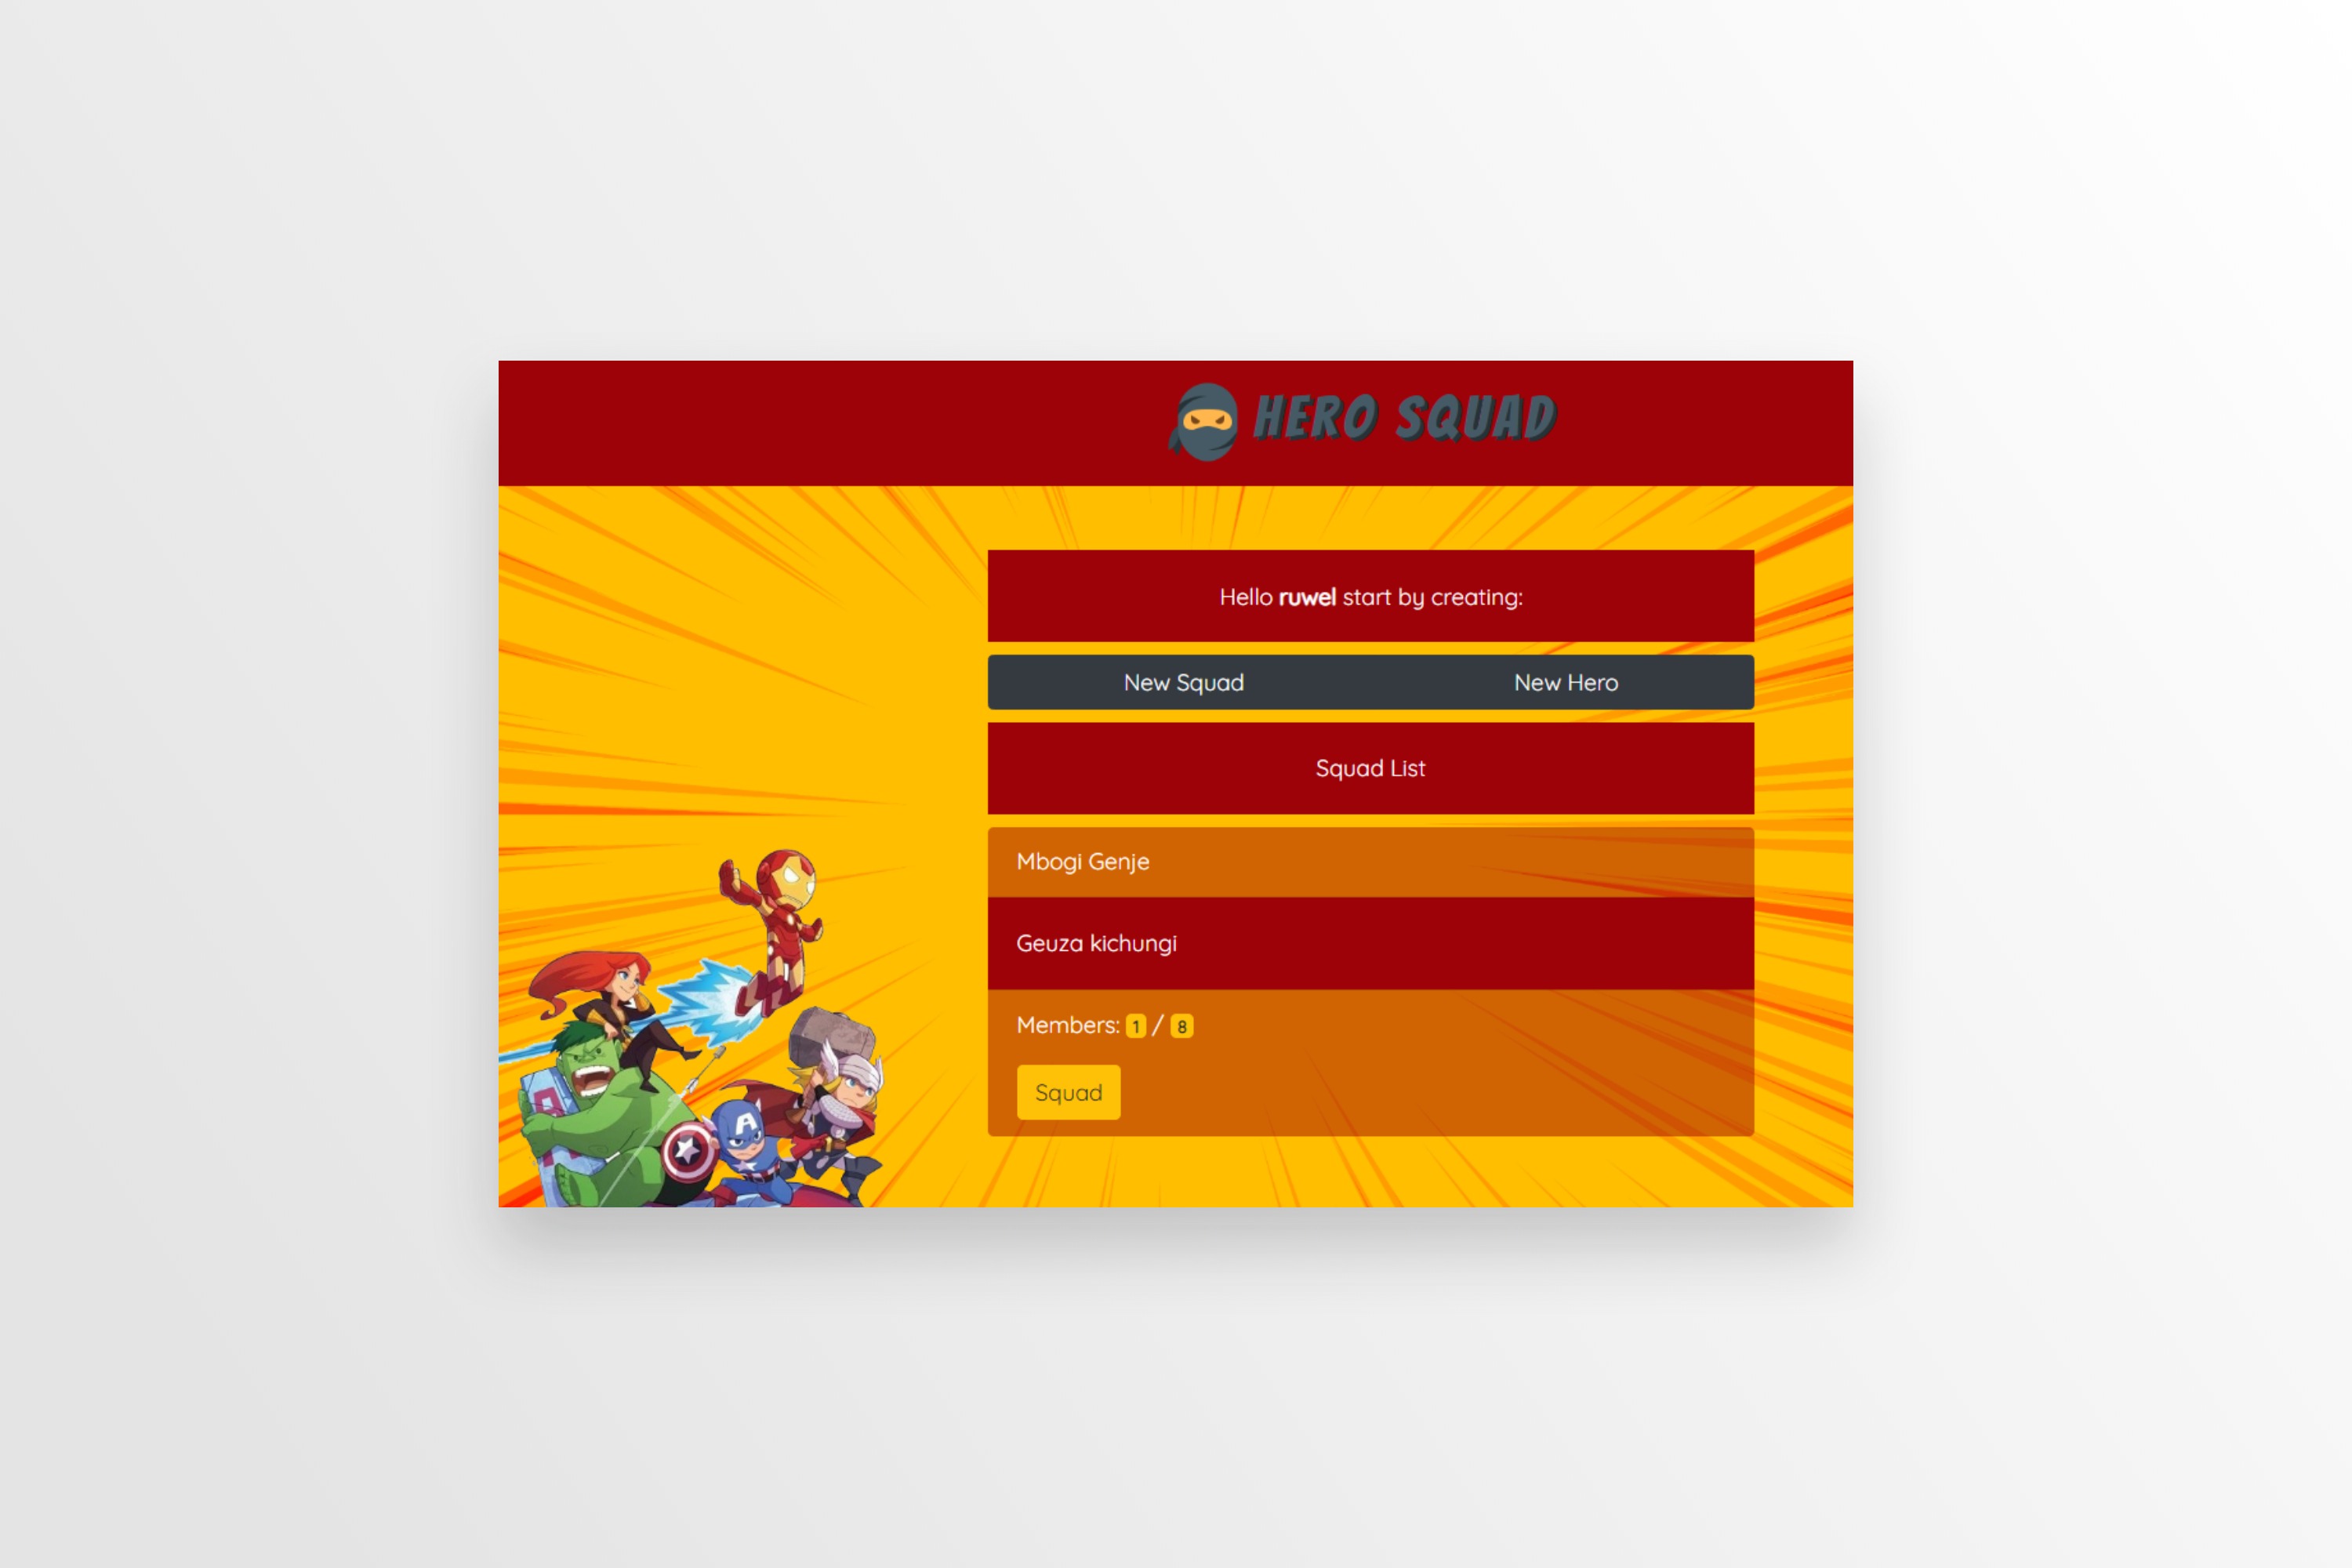 HERO SQUAD
Hello ruwel start by creating:
New Squad New Hero
Squad List
Mbogi Genje
Geuza kichungi
Members: 1 / 8
Squad
A